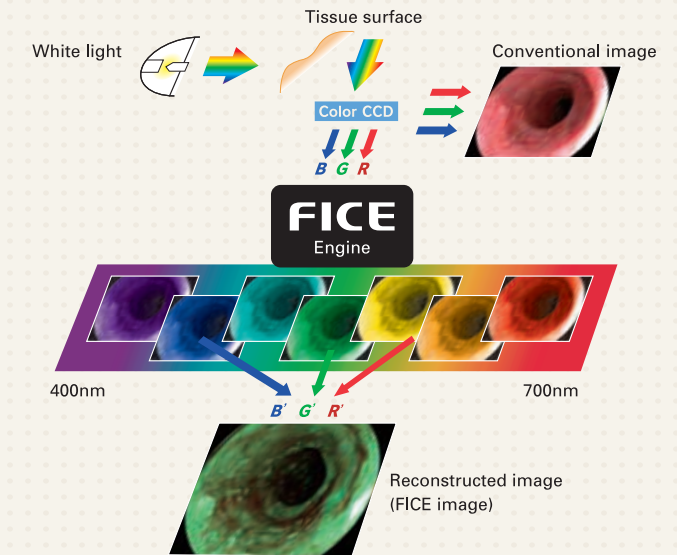 Tissue surface
White light
Conventional image
Color CCD
B G R
FICE
Engine
400nm
700nm
B' G' R'
Reconstructed image
(FICE image)